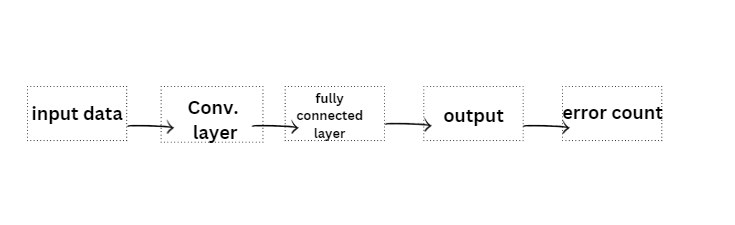 input data
Conv.
layer
fully
connected
layer
output
error count